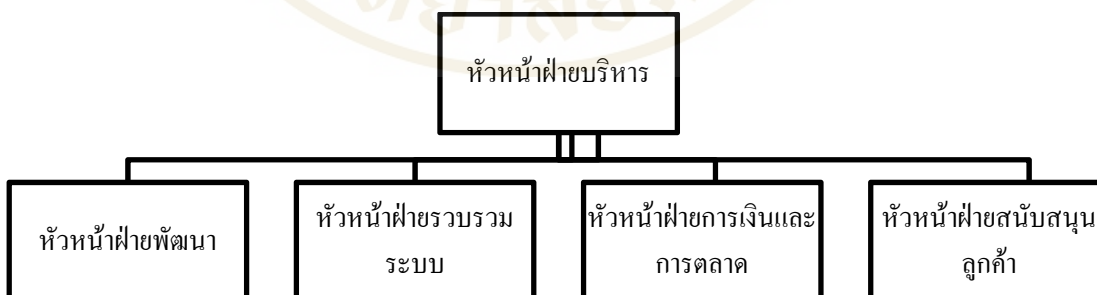 หัวหน้าฝ่ายบริหาร
หัวหน้าฝ่ายพัฒนา
หัวหน้าฝ่ายรวบรวม
ระบบ
หัวหน้าฝ่ายการเงินและ
การตลาด
หัวหน้าฝ่ายสนับสนุน
ลูกค้า